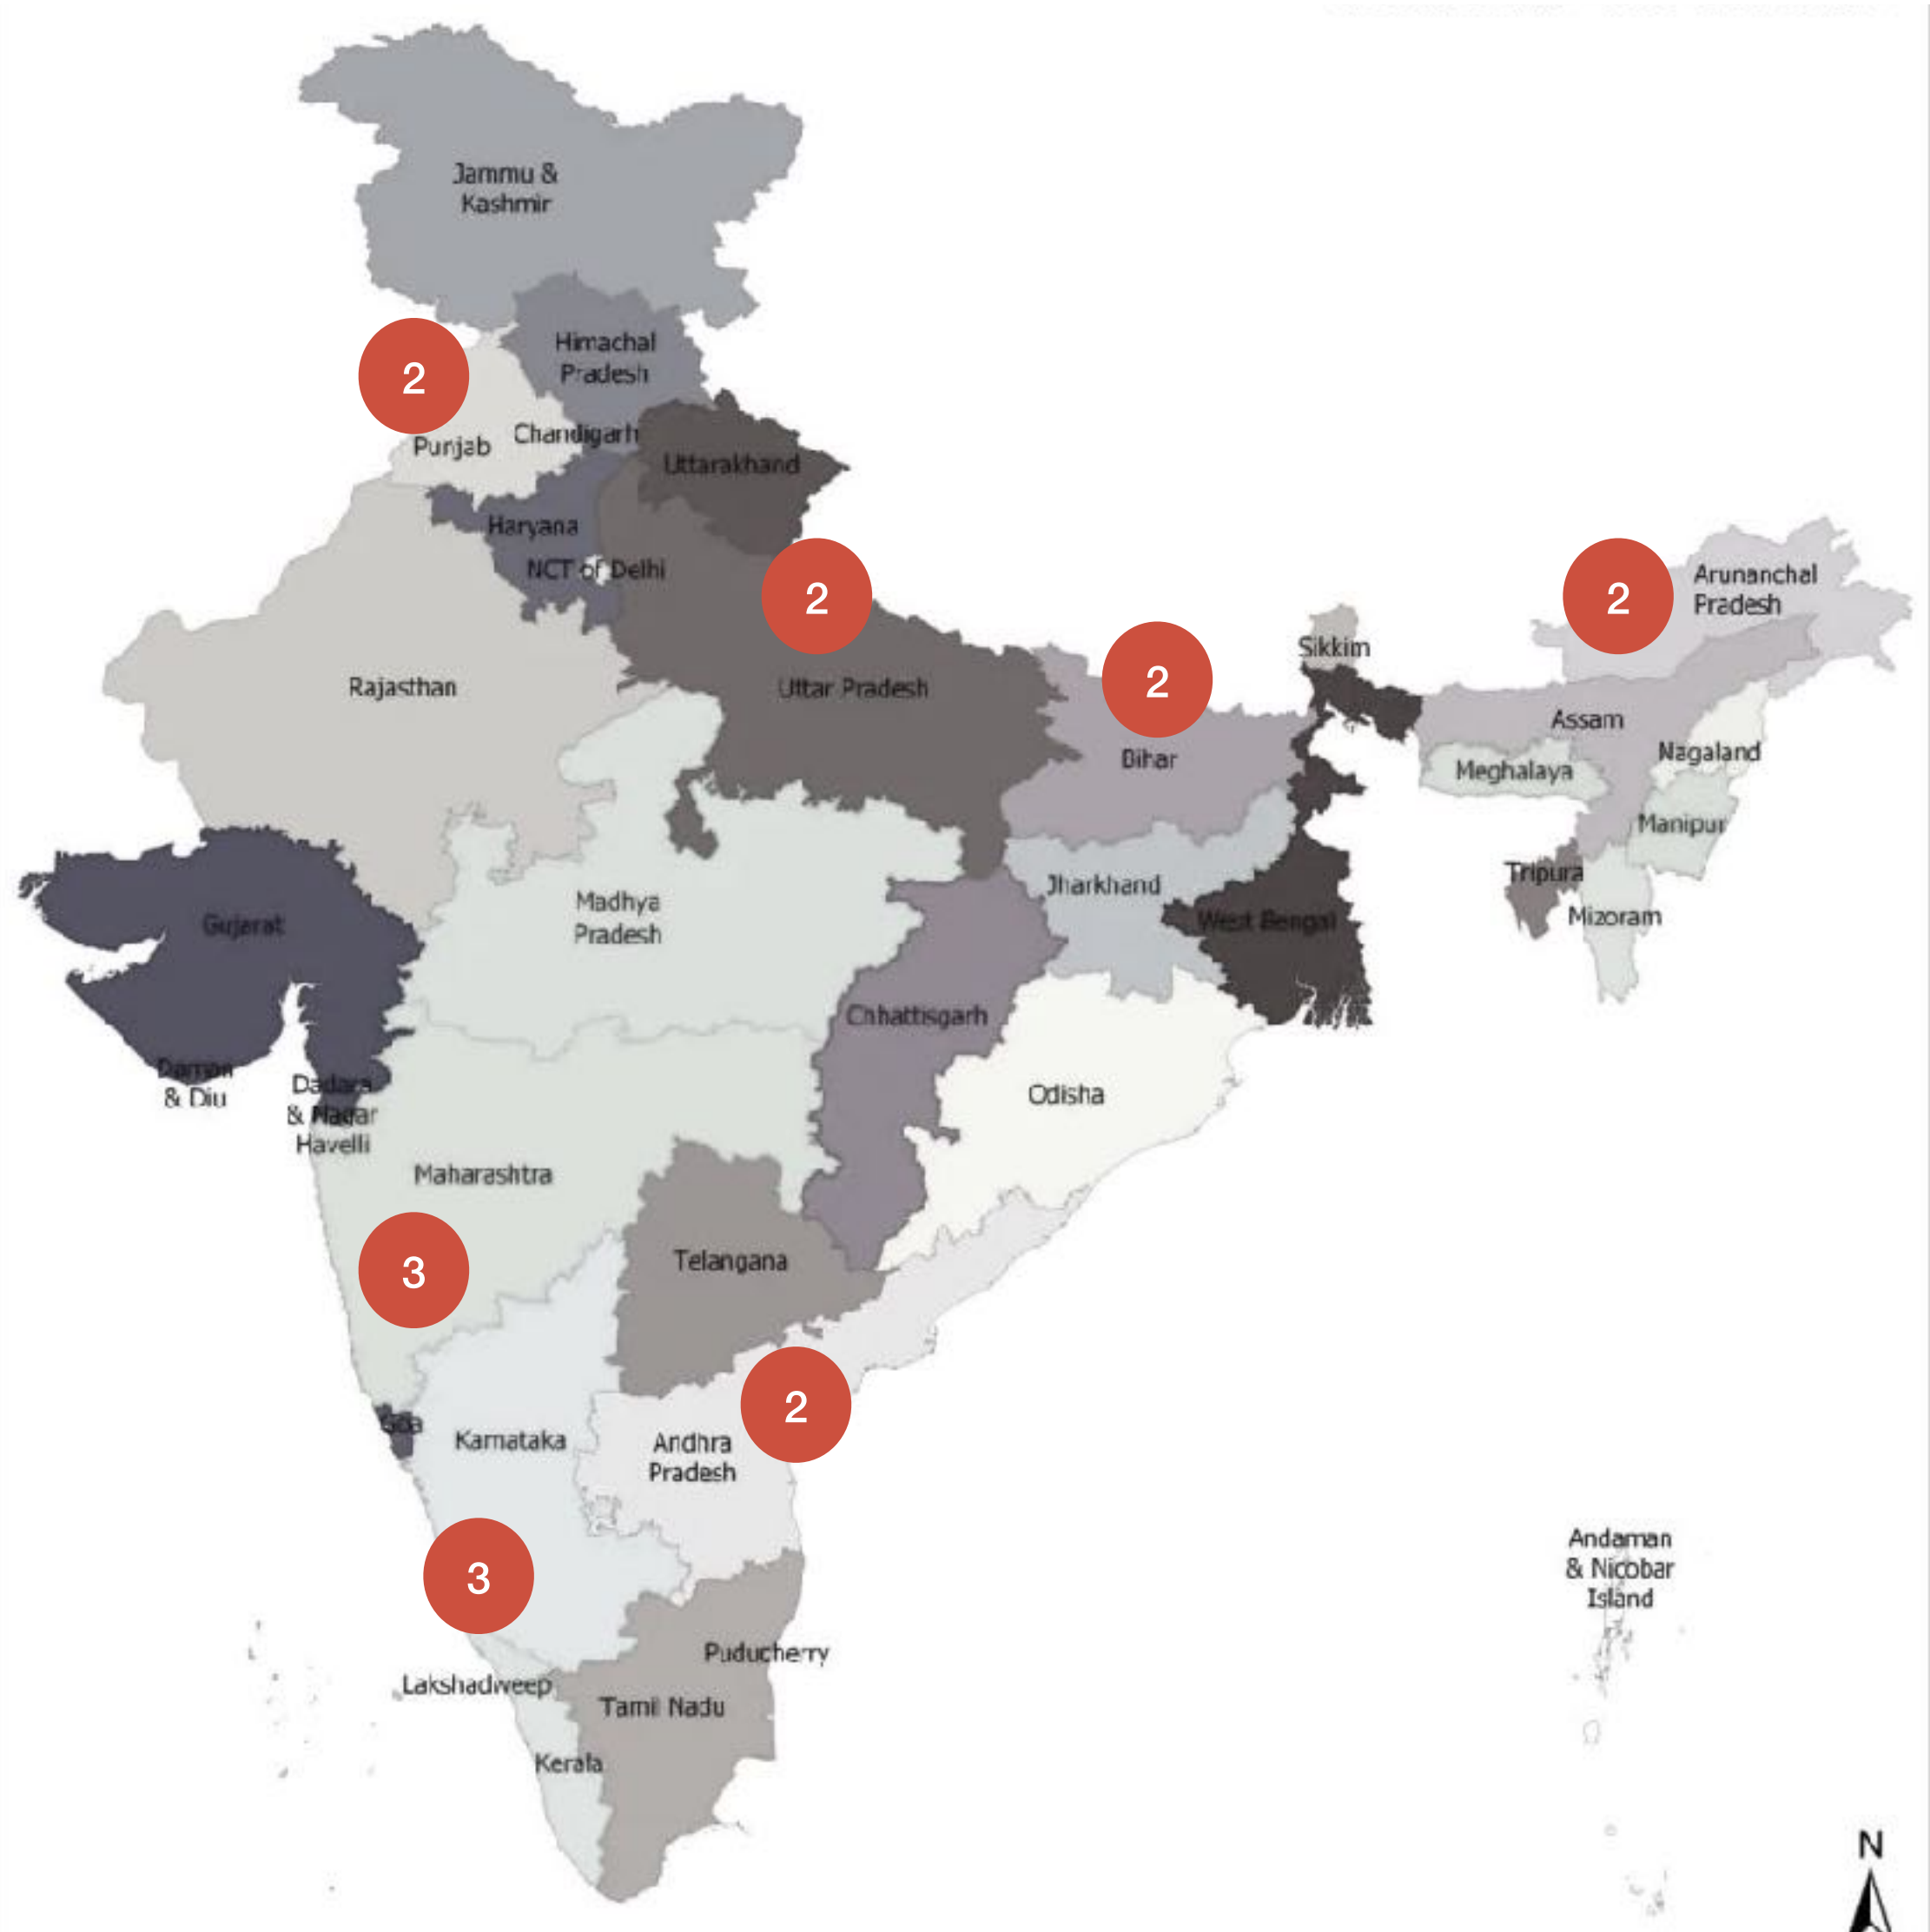 Jammu &
Kashmir
Himachal
Pradesh
2
Punjab
Chandigarh
Uttarakhand
Haryana
NCT of Delhi
2
2
Arunanchal
Pradesh
Rajasthan
Uttar Pradesh
2
Bihar
Sikkim
Assam
Nagaland
Meghalaya
Manipur
Tripura
Mizoram
Gujarat
Madhya
Pradesh
Jharkhand
West Bengal
Chhattisgarh
Daman
& Diu
Dadara
& Nagar
Havelli
Odisha
Maharashtra
3
Telangana
2
Goa
Karnataka
Andhra
Pradesh
3
Andaman
& Nicobar
Island
Puducherry
Lakshadweep
Tamil Nadu
Kerala
N